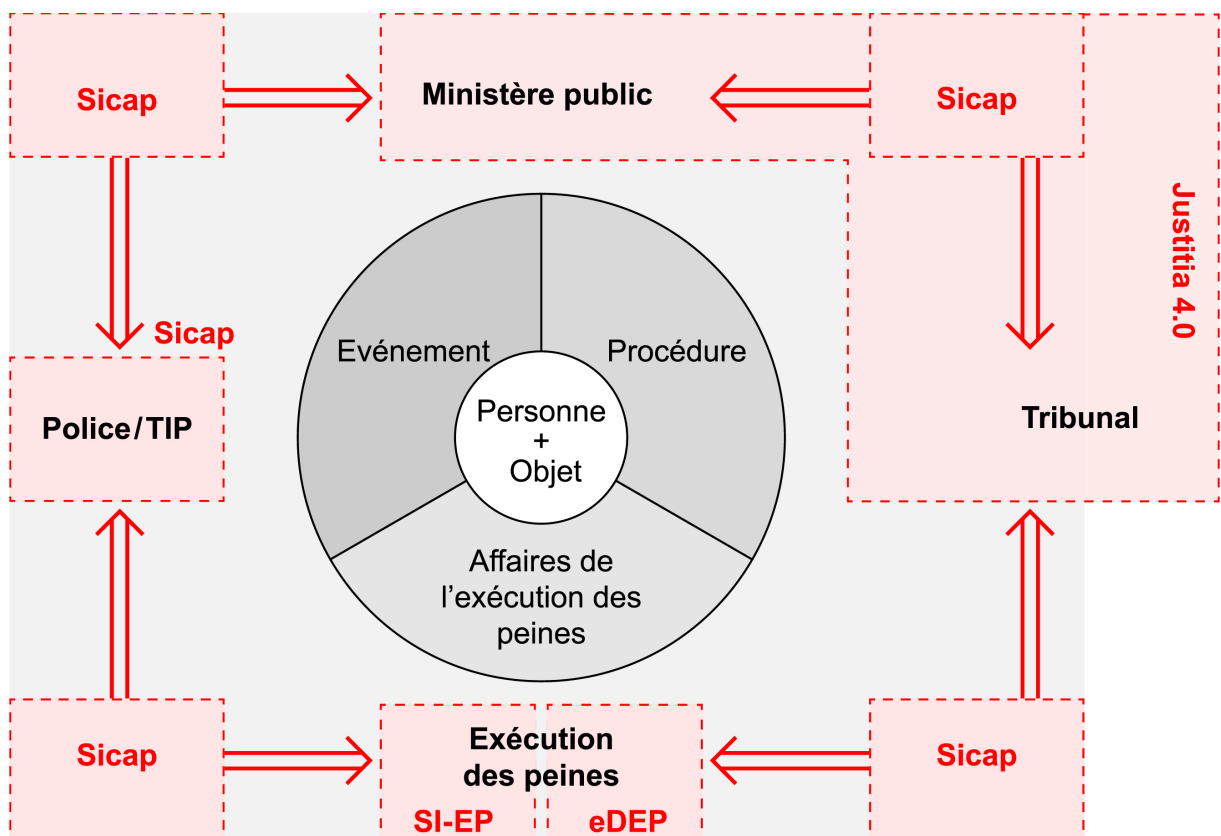 Sicap
Ministère public
Sicap
Justitia 4.0
Sicap
Evénement
Procédure
Personne
+
Objet
Police/TIP
Tribunal
Affaires de
l’exécution des
peines
Sicap
Exécution
des peines
Sicap
SI-EP
eDEP